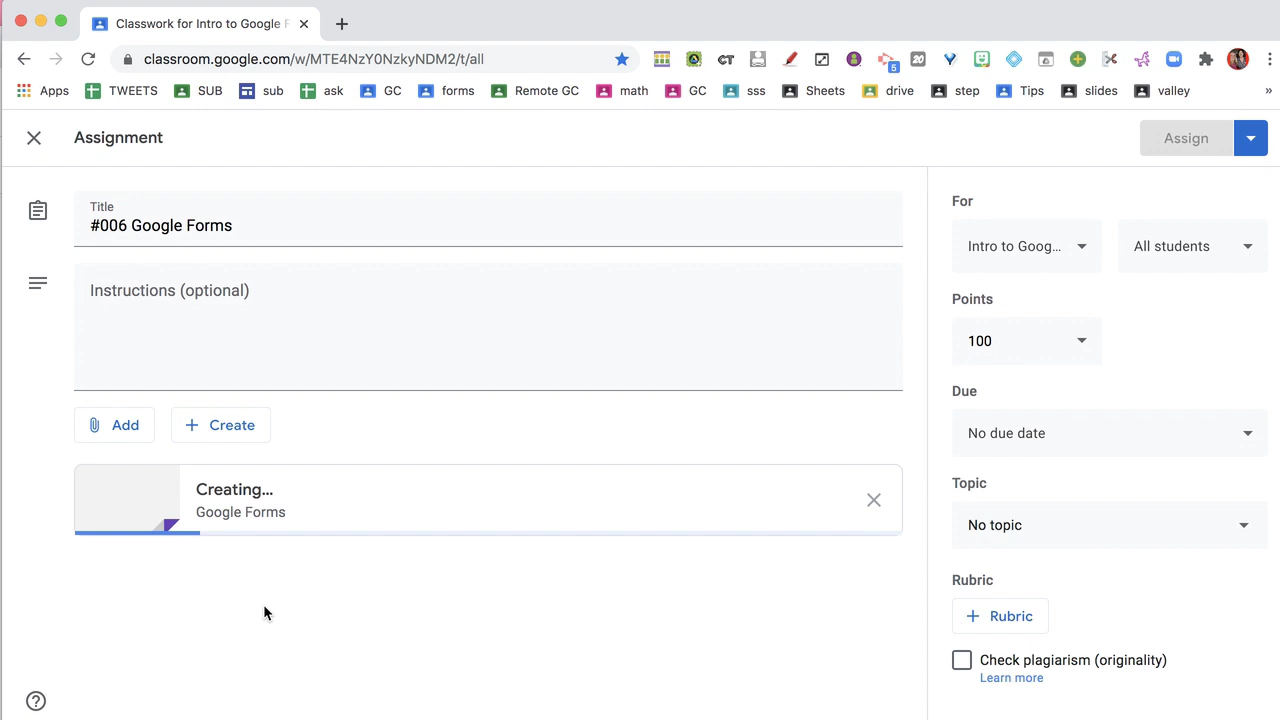 Classwork for Intro to Google F
classroom.google.com/w/MTE4NzY0NzkyNDM2/t/all
CT
5
20
Apps TWEETS SUB sub ask GC forms Remote GC math GC sss Sheets drive step Tips slides valley »
Assignment
Assign
Title
#006 Google Forms
Instructions (optional)
Add
Create
Creating...
Google Forms
For
Intro to Goog...
All students
Points
100
Due
No due date
Topic
No topic
Rubric
Rubric
Check plagiarism (originality)
Learn more